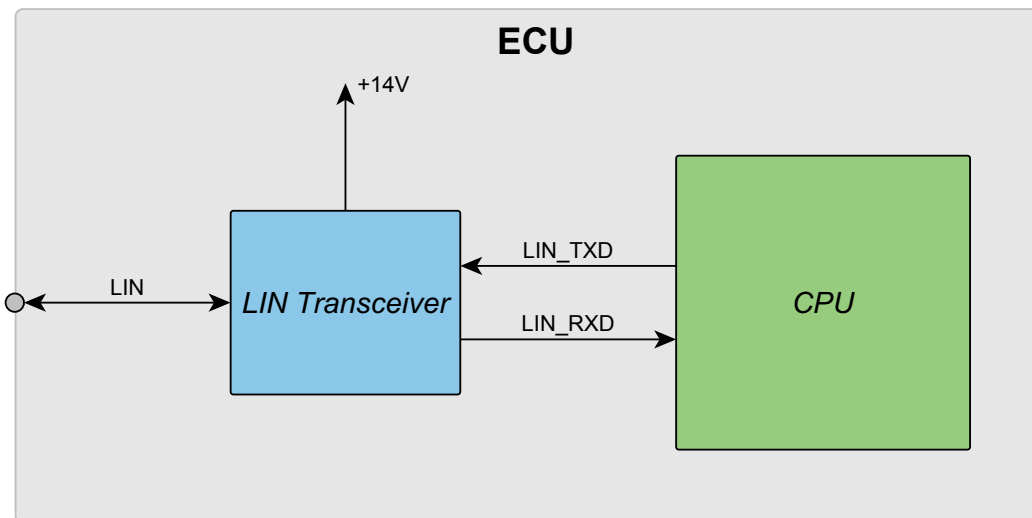 ECU
+14V
LIN_TXD
LIN
LIN Transceiver
CPU
LIN_RXD